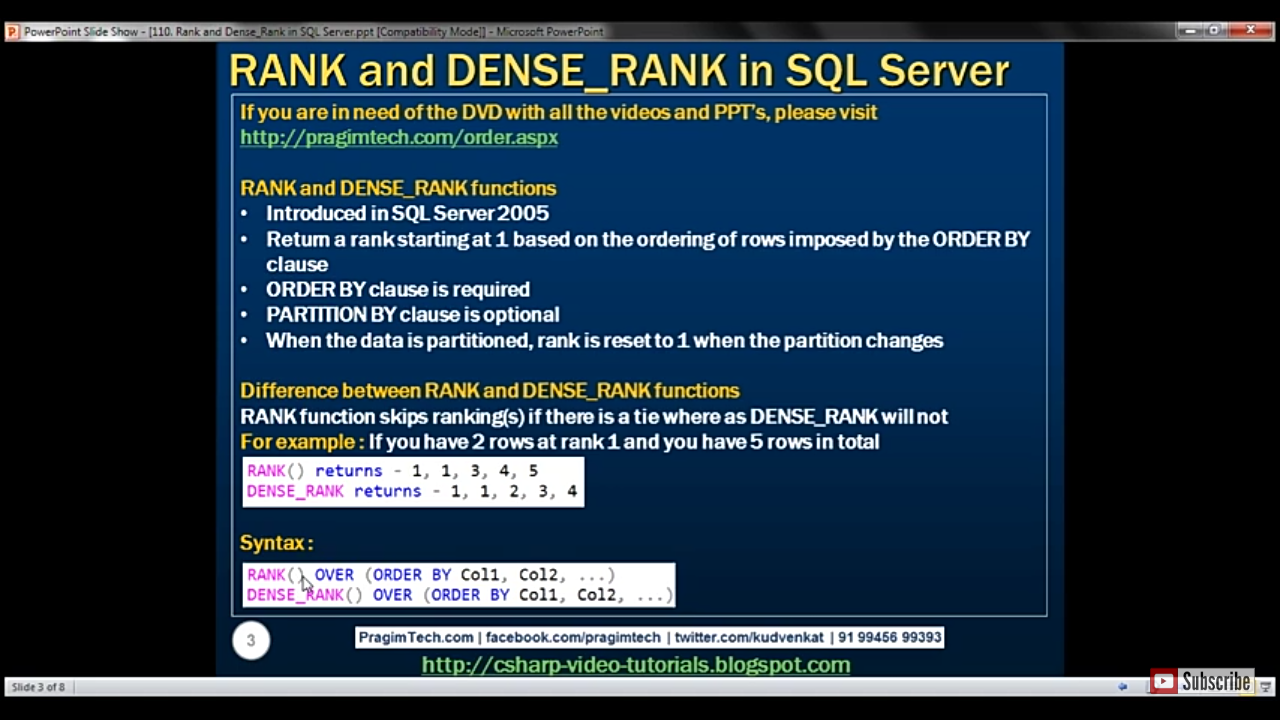 PowerPoint Slide Show - [110. Rank and Dense_Rank in SQL Server.ppt [Compatibility Mode]] - Microsoft PowerPoint
RANK and DENSE_RANK in SQL Server
If you are in need of the DVD with all the videos and PPT's, please visit
http://pragimtech.com/order.aspx
RANK and DENSE_RANK functions
• Introduced in SQL Server 2005
• Return a rank starting at 1 based on the ordering of rows imposed by the ORDER BY
clause
• ORDER BY clause is required
• PARTITION BY clause is optional
• When the data is partitioned, rank is reset to 1 when the partition changes
Difference between RANK and DENSE_RANK functions
RANK function skips ranking(s) if there is a tie where as DENSE_RANK will not
For example : If you have 2 rows at rank 1 and you have 5 rows in total
RANK() returns - 1, 1, 3, 4, 5
DENSE_RANK returns - 1, 1, 2, 3, 4
Syntax :
RANK() OVER (ORDER BY Col1, Col2, ...)
DENSE_RANK() OVER (ORDER BY Col1, Col2, ...)
3
PragimTech.com | facebook.com/pragimtech | twitter.com/kudvenkat | 91 99456 99393
http://csharp-video-tutorials.blogspot.com
Slide 3 of 8
Subscribe